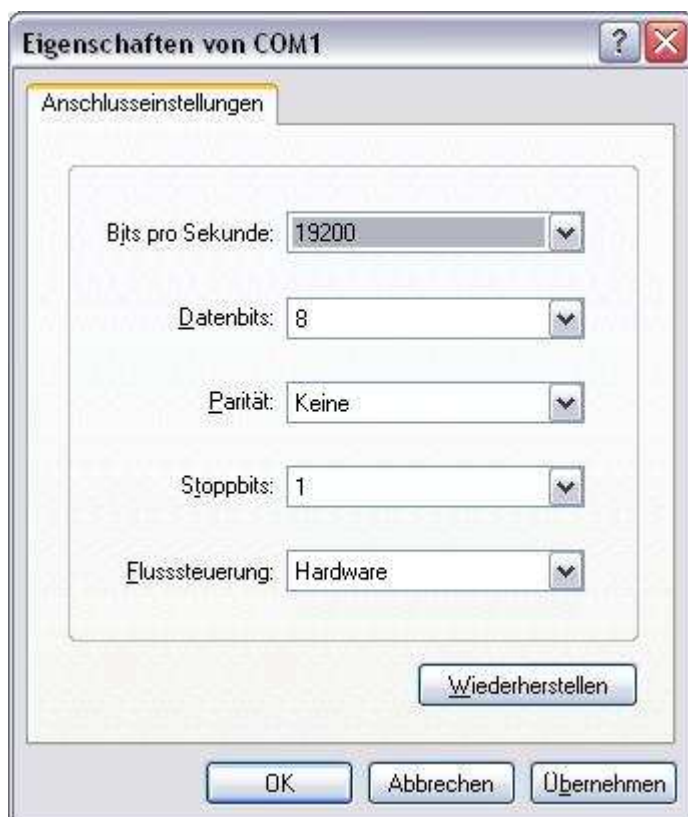 Eigenschaften von COM1
Anschlusseinstellungen
Bits pro Sekunde: 19200
Datenbits: 8
Parität: Keine
Stoppbits: 1
Flusssteuerung: Hardware
Wiederherstellen
OK Abbrechen Übernehmen